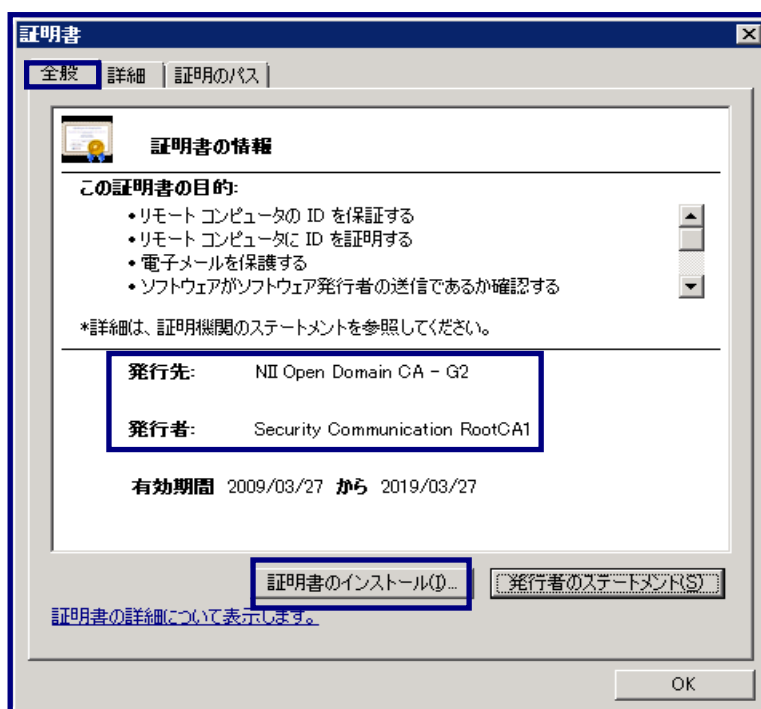 証明書
全般 詳細 証明のパス
証明書の情報
この証明書の目的:
•リモート コンピュータの ID を保証する
•リモート コンピュータに ID を証明する
•電子メールを保護する
•ソフトウェアがソフトウェア発行者の送信であるか確認する
*詳細は、証明機関のステートメントを参照してください。
発行先: NII Open Domain CA - G2
発行者: Security Communication RootCA1
有効期間 2009/03/27 から 2019/03/27
証明書のインストール(I)... 発行者のステートメント(S)
証明書の詳細について表示します。
OK